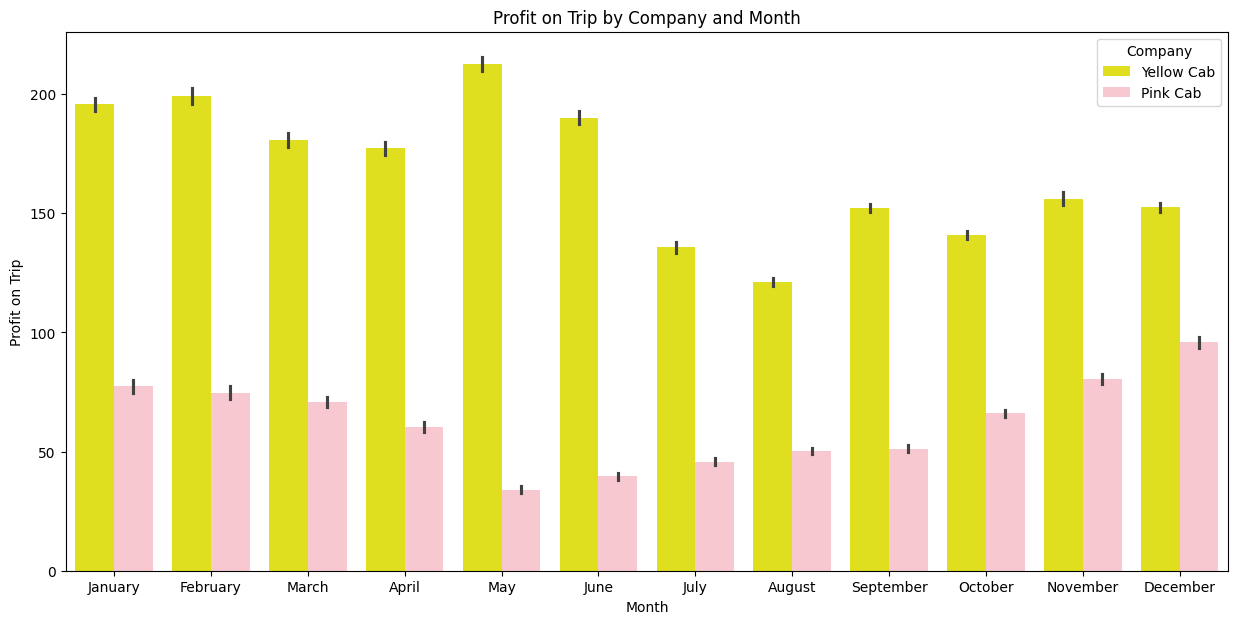 Profit on Trip by Company and Month
Company
Yellow Cab
Pink Cab
Profit on Trip
200
150
100
50
0
January February March April May June July August September October November December
Month